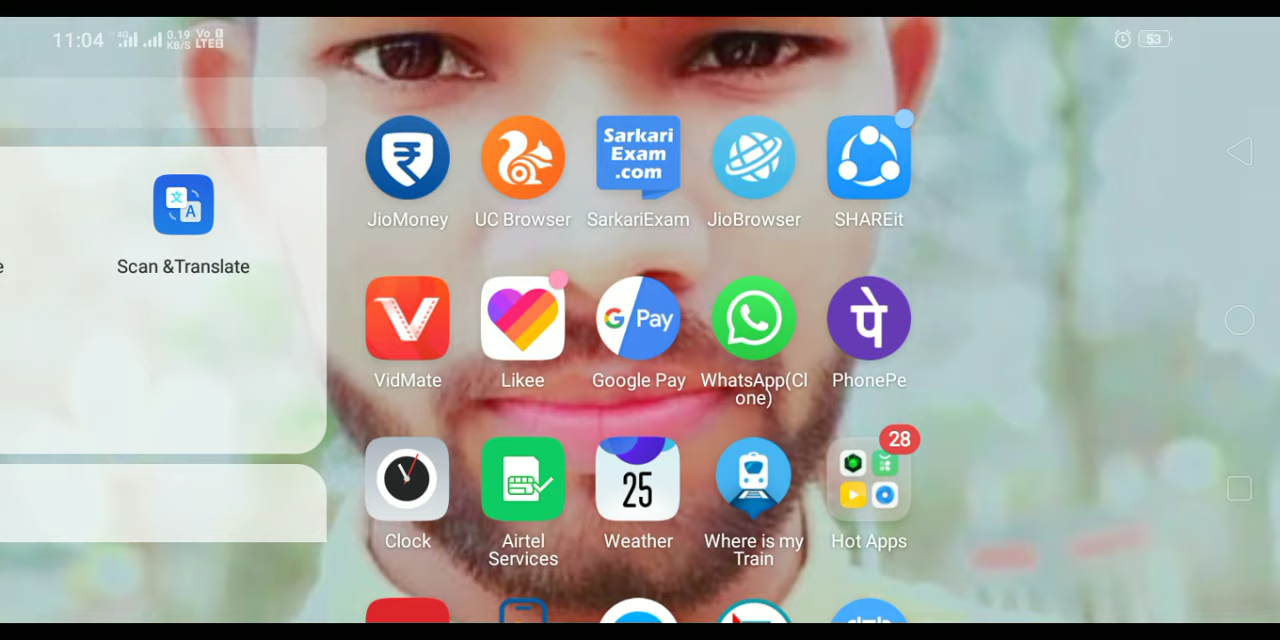 11:04 4G 0.19 KB/S Vo LTE 53
Sarkari
Exam
.com
JioMoney UC Browser SarkariExam JioBrowser SHAREit
文 A
e Scan &Translate
G Pay पे
VidMate Likee Google Pay WhatsApp(Cl
one) PhonePe
28
25
Clock Airtel
Services Weather Where is my
Train Hot Apps